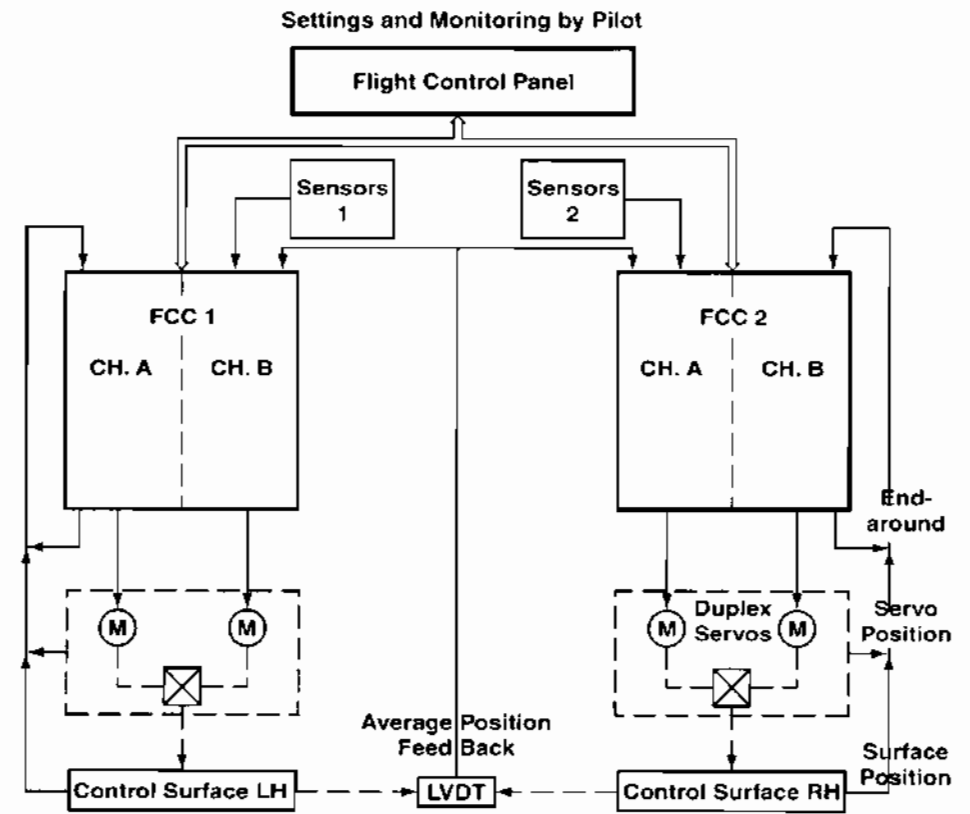 Settings and Monitoring by Pilot
Flight Control Panel
Sensors
1
Sensors
2
FCC 1
CH. A
CH. B
FCC 2
CH. A
CH. B
End-
around
M
M
M
Duplex
Servos
M
Servo
Position
Average Position
Feed Back
Surface
Position
Control Surface LH
LVDT
Control Surface RH